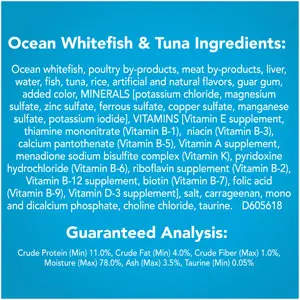 Ocean Whitefish & Tuna Ingredients:
Ocean whitefish, poultry by-products, meat by-products, liver,
water, fish, tuna, rice, artificial and natural flavors, guar gum,
added color, MINERALS [potassium chloride, magnesium
sulfate, zinc sulfate, ferrous sulfate, copper sulfate, manganese
sulfate, potassium iodide], VITAMINS [Vitamin E supplement,
thiamine mononitrate (Vitamin B-1), niacin (Vitamin B-3),
calcium pantothenate (Vitamin B-5), Vitamin A supplement,
menadione sodium bisulfite complex (Vitamin K), pyridoxine
hydrochloride (Vitamin B-6), riboflavin supplement (Vitamin B-2),
Vitamin B-12 supplement, biotin (Vitamin B-7), folic acid
(Vitamin B-9), Vitamin D-3 supplement], salt, carrageenan, mono
and dicalcium phosphate, choline chloride, taurine. D605618
Guaranteed Analysis:
Crude Protein (Min) 11.0%, Crude Fat (Min) 4.0%, Crude Fiber (Max) 1.0%,
Moisture (Max) 78.0%, Ash (Max) 3.5%, Taurine (Min) 0.05%